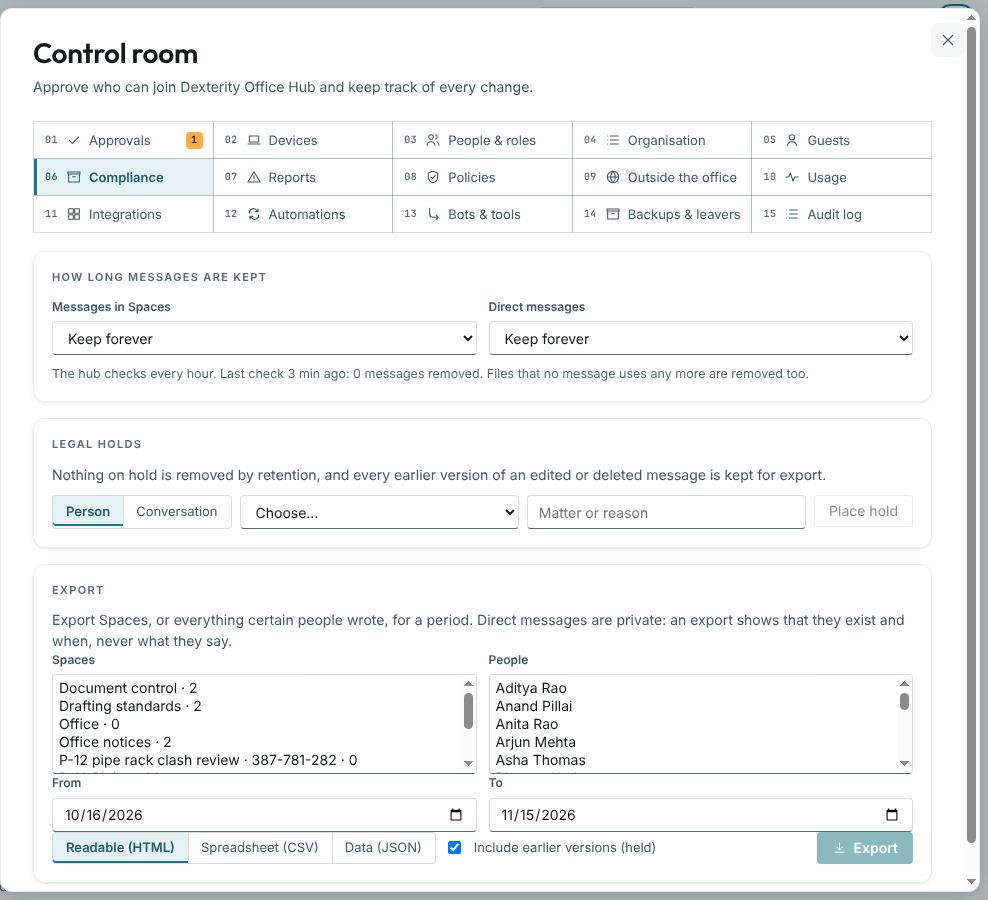 Control room
Approve who can join Dexterity Office Hub and keep track of every change.
01 Approvals 1
02 Devices
03 People & roles
04 Organisation
05 Guests
06 Compliance
07 Reports
08 Policies
09 Outside the office
10 Usage
11 Integrations
12 Automations
13 Bots & tools
14 Backups & leavers
15 Audit log
HOW LONG MESSAGES ARE KEPT
Messages in Spaces
Keep forever
Direct messages
Keep forever
The hub checks every hour. Last check 3 min ago: 0 messages removed. Files that no message uses any more are removed too.
LEGAL HOLDS
Nothing on hold is removed by retention, and every earlier version of an edited or deleted message is kept for export.
Person Conversation Choose... Matter or reason Place hold
EXPORT
Export Spaces, or everything certain people wrote, for a period. Direct messages are private: an export shows that they exist and
when, never what they say.
Spaces
Document control · 2
Drafting standards · 2
Office · 0
Office notices · 2
P-12 pipe rack clash review · 387-781-282 · 0
People
Aditya Rao
Anand Pillai
Anita Rao
Arjun Mehta
Asha Thomas
From
10/16/2026
To
11/15/2026
Readable (HTML) Spreadsheet (CSV) Data (JSON) Include earlier versions (held) Export